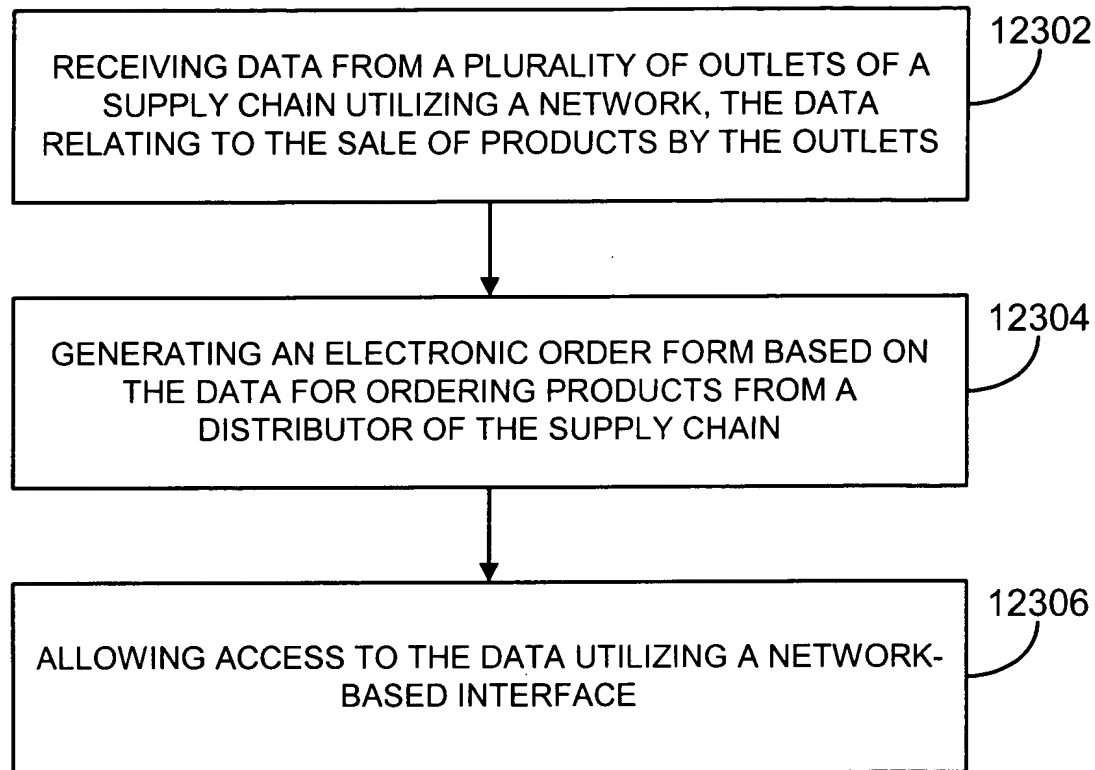 12302
RECEIVING DATA FROM A PLURALITY OF OUTLETS OF A
SUPPLY CHAIN UTILIZING A NETWORK, THE DATA
RELATING TO THE SALE OF PRODUCTS BY THE OUTLETS
12304
GENERATING AN ELECTRONIC ORDER FORM BASED ON
THE DATA FOR ORDERING PRODUCTS FROM A
DISTRIBUTOR OF THE SUPPLY CHAIN
12306
ALLOWING ACCESS TO THE DATA UTILIZING A NETWORK-
BASED INTERFACE